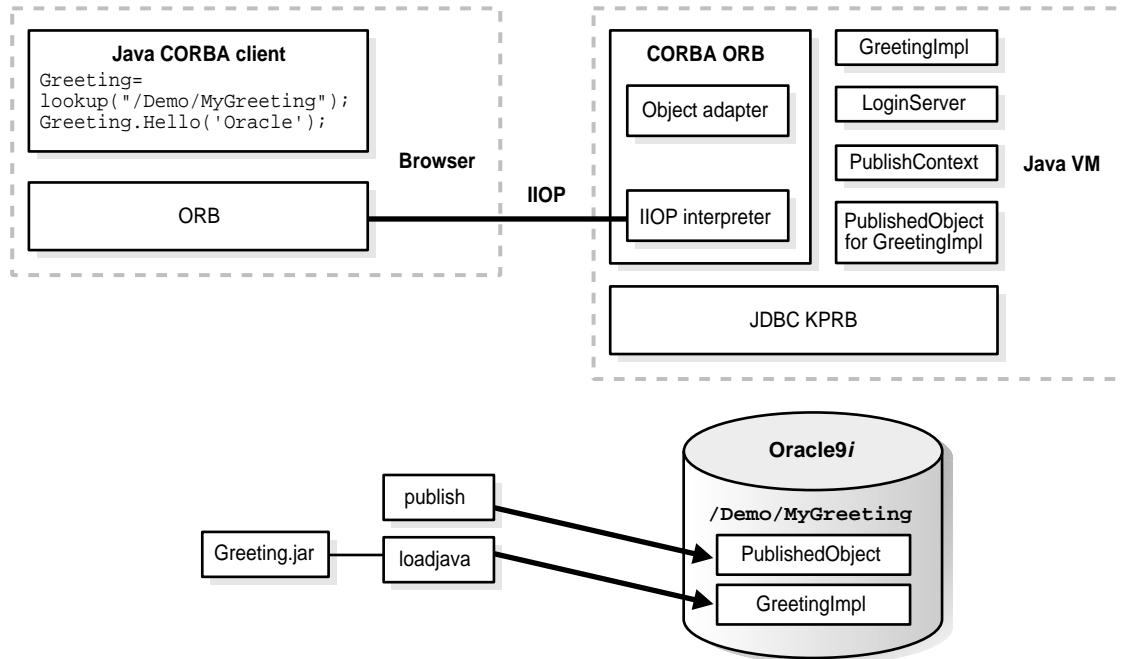 Java CORBA client
Greeting=
lookup("/Demo/MyGreeting");
Greeting.Hello('Oracle');
Browser
ORB
IIOP
CORBA ORB
Object adapter
IIOP interpreter
GreetingImpl
LoginServer
PublishContext
PublishedObject
for GreetingImpl
Java VM
JDBC KPRB
Oracle9i
/Demo/MyGreeting
PublishedObject
GreetingImpl
publish
Greeting.jar
loadjava